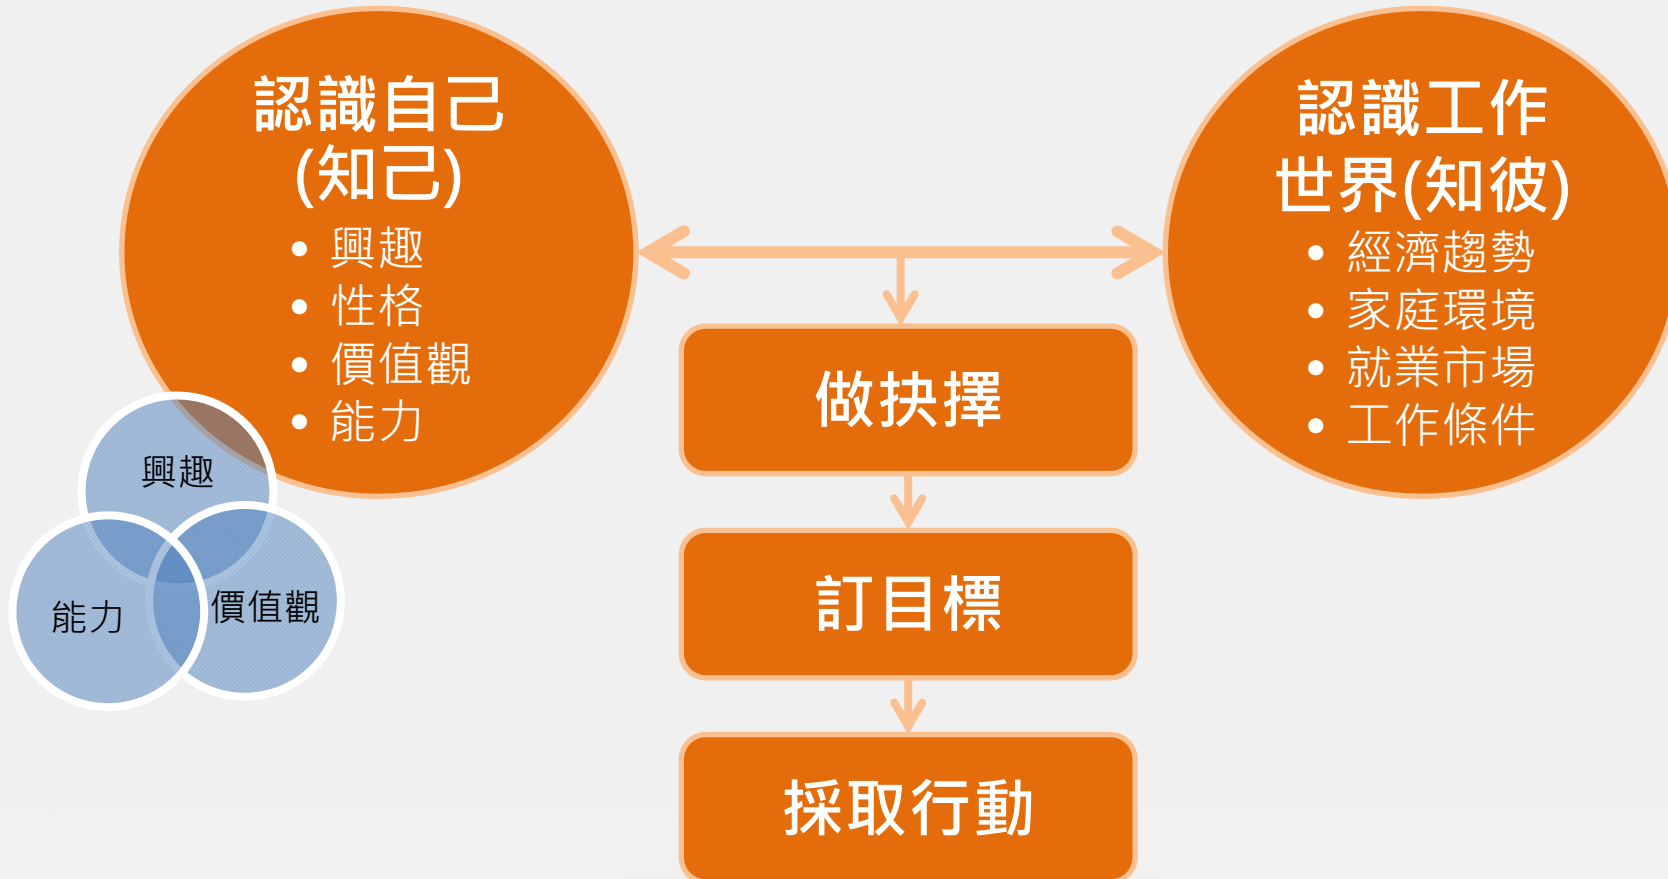 認識自己
(知己)
• 興趣
• 性格
• 價值觀
• 能力
興趣
能力
價值觀
認識工作
世界(知彼)
• 經濟趨勢
• 家庭環境
• 就業市場
• 工作條件
做抉擇
訂目標
採取行動